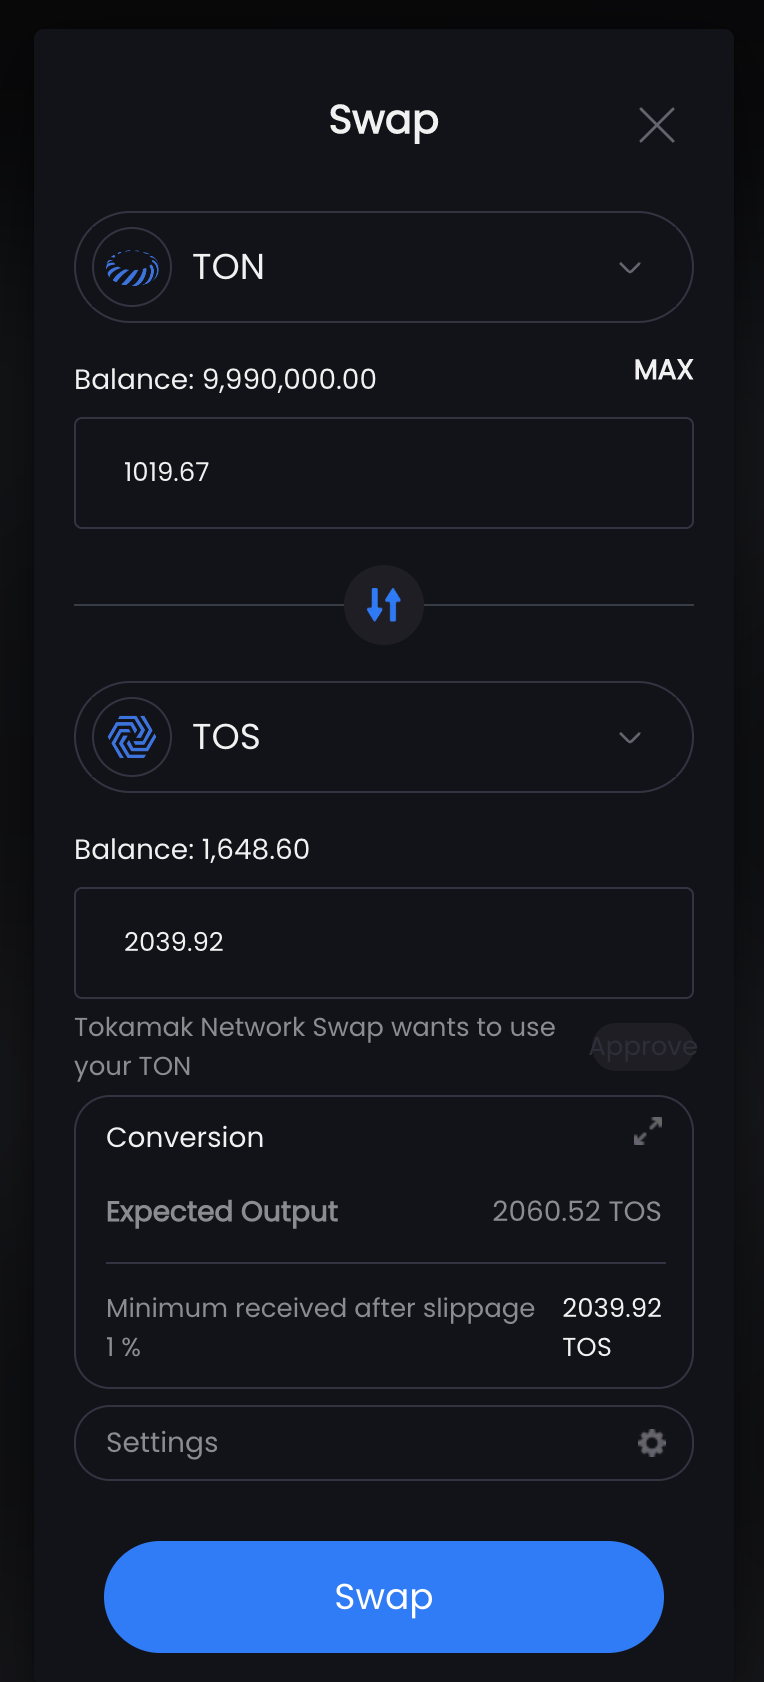 Swap
TON
Balance: 9,990,000.00
MAX
1019.67
TOS
Balance: 1,648.60
2039.92
Tokamak Network Swap wants to use
your TON
Approve
Conversion
Expected Output
2060.52 TOS
Minimum received after slippage
1 %
2039.92
TOS
Settings
Swap